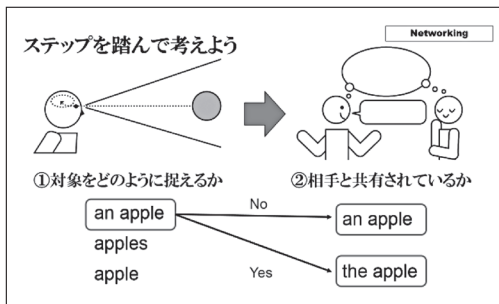 Networking
ステップを踏んで考えよう
①対象をどのように捉えるか
②相手と共有されているか
an apple
apples
apple
No
Yes
an apple
the apple